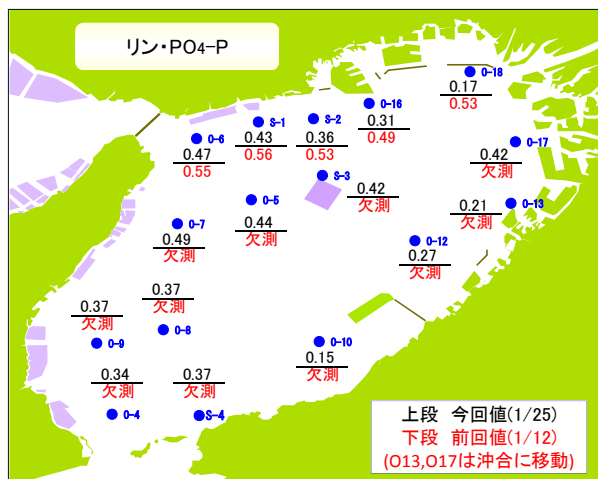 リン・PO4-P
O-18
0.17
0.53
O-16
0.31
0.49
S-2
0.36
0.53
S-1
0.43
0.56
O-6
0.47
0.55
O-17
0.42
欠測
S-3
0.42
欠測
O-5
0.44
欠測
O-13
0.21
欠測
O-7
0.49
欠測
O-12
0.27
欠測
0.37
欠測
O-8
0.37
欠測
O-9
O-10
0.15
欠測
0.34
欠測
O-4
0.37
欠測
S-4
上段 今回値(1/25)
下段 前回値(1/12)
(O13,O17は沖合に移動)